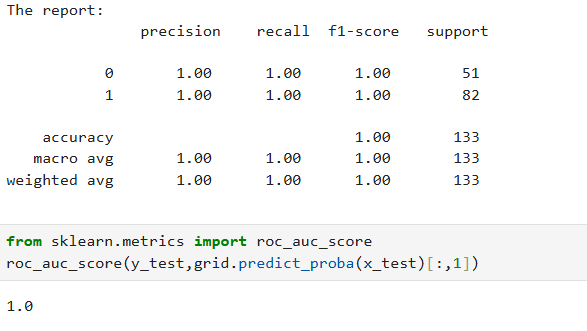 The report:
precision recall f1-score support
0 1.00 1.00 1.00 51
1 1.00 1.00 1.00 82
accuracy 1.00 133
macro avg 1.00 1.00 1.00 133
weighted avg 1.00 1.00 1.00 133
from sklearn.metrics import roc_auc_score
roc_auc_score(y_test,grid.predict_proba(x_test)[:,1])
1.0